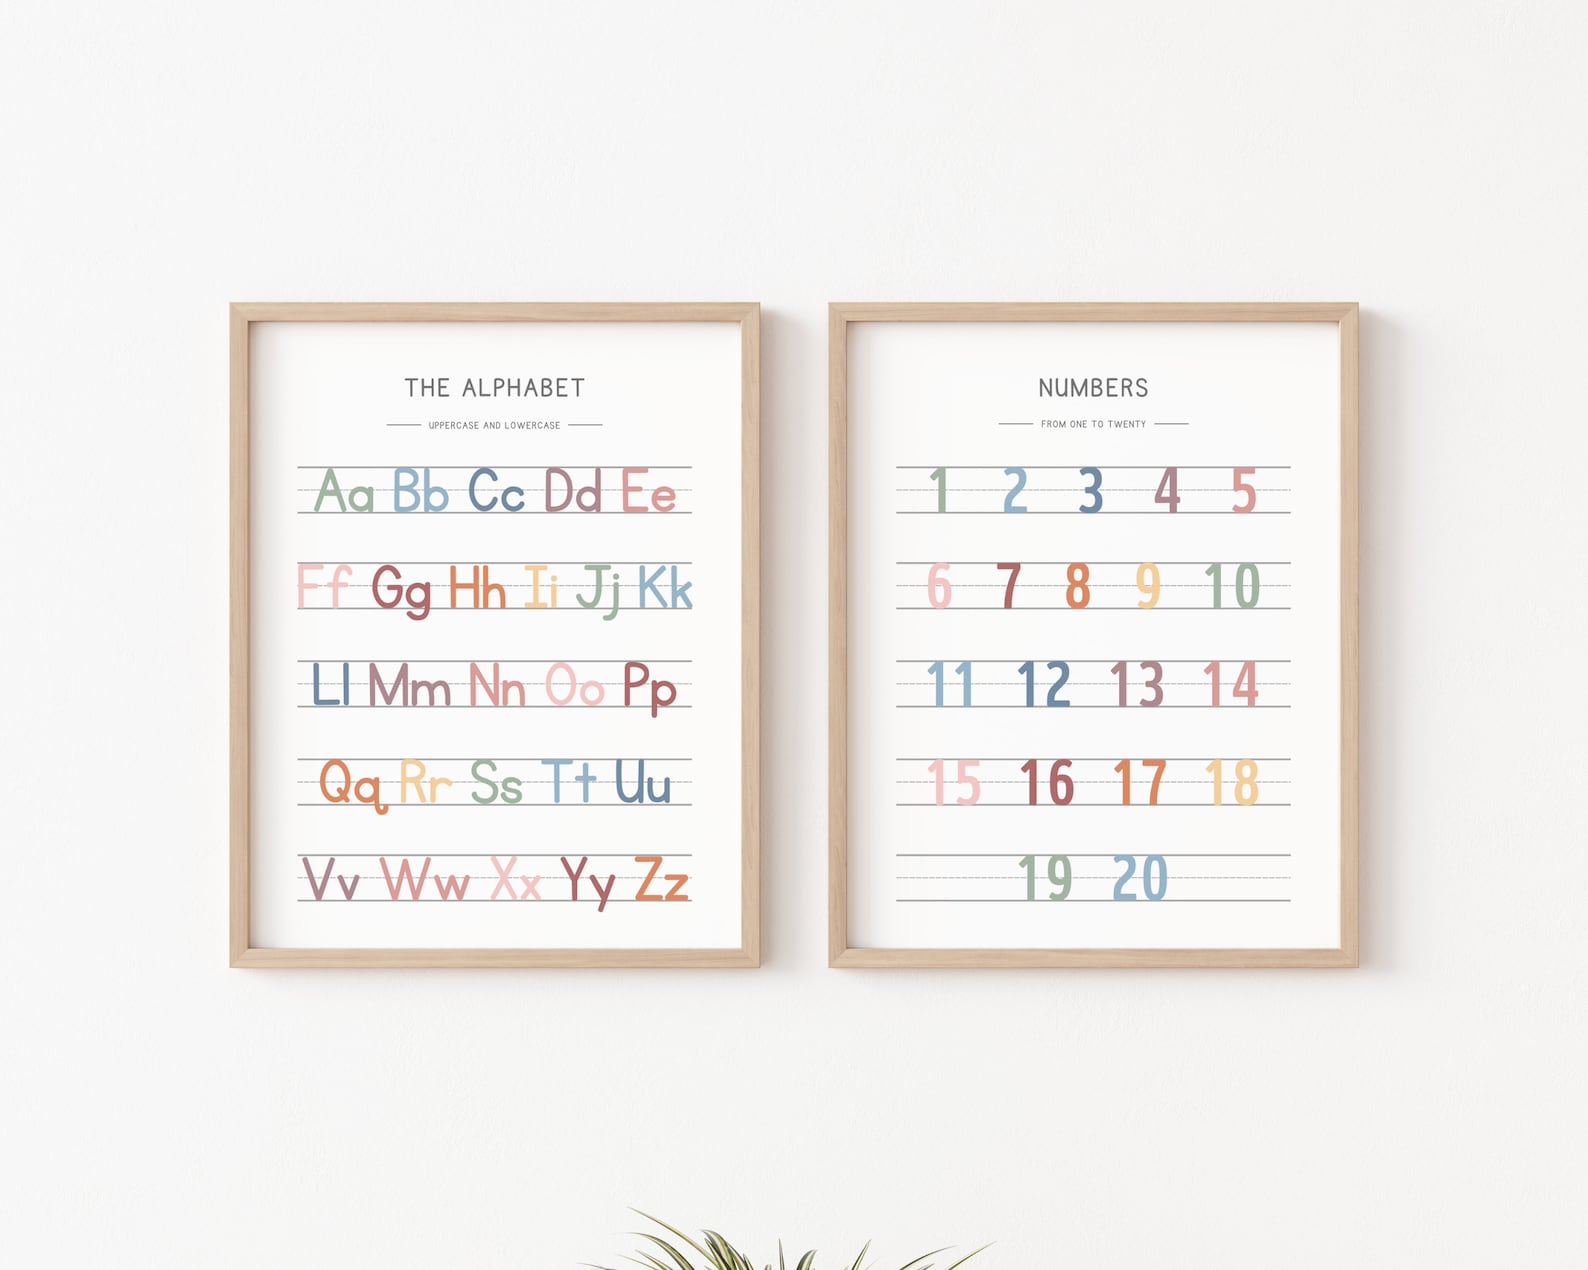 THE ALPHABET
UPPERCASE AND LOWERCASE
Aa Bb Cc Dd Ee
Ff Gg Hh Ii Jj Kk
Ll Mm Nn Oo Pp
Qq Rr Ss Tt Uu
Vv Ww Xx Yy Zz
NUMBERS
FROM ONE TO TWENTY
1 2 3 4 5
6 7 8 9 10
11 12 13 14
15 16 17 18
19 20